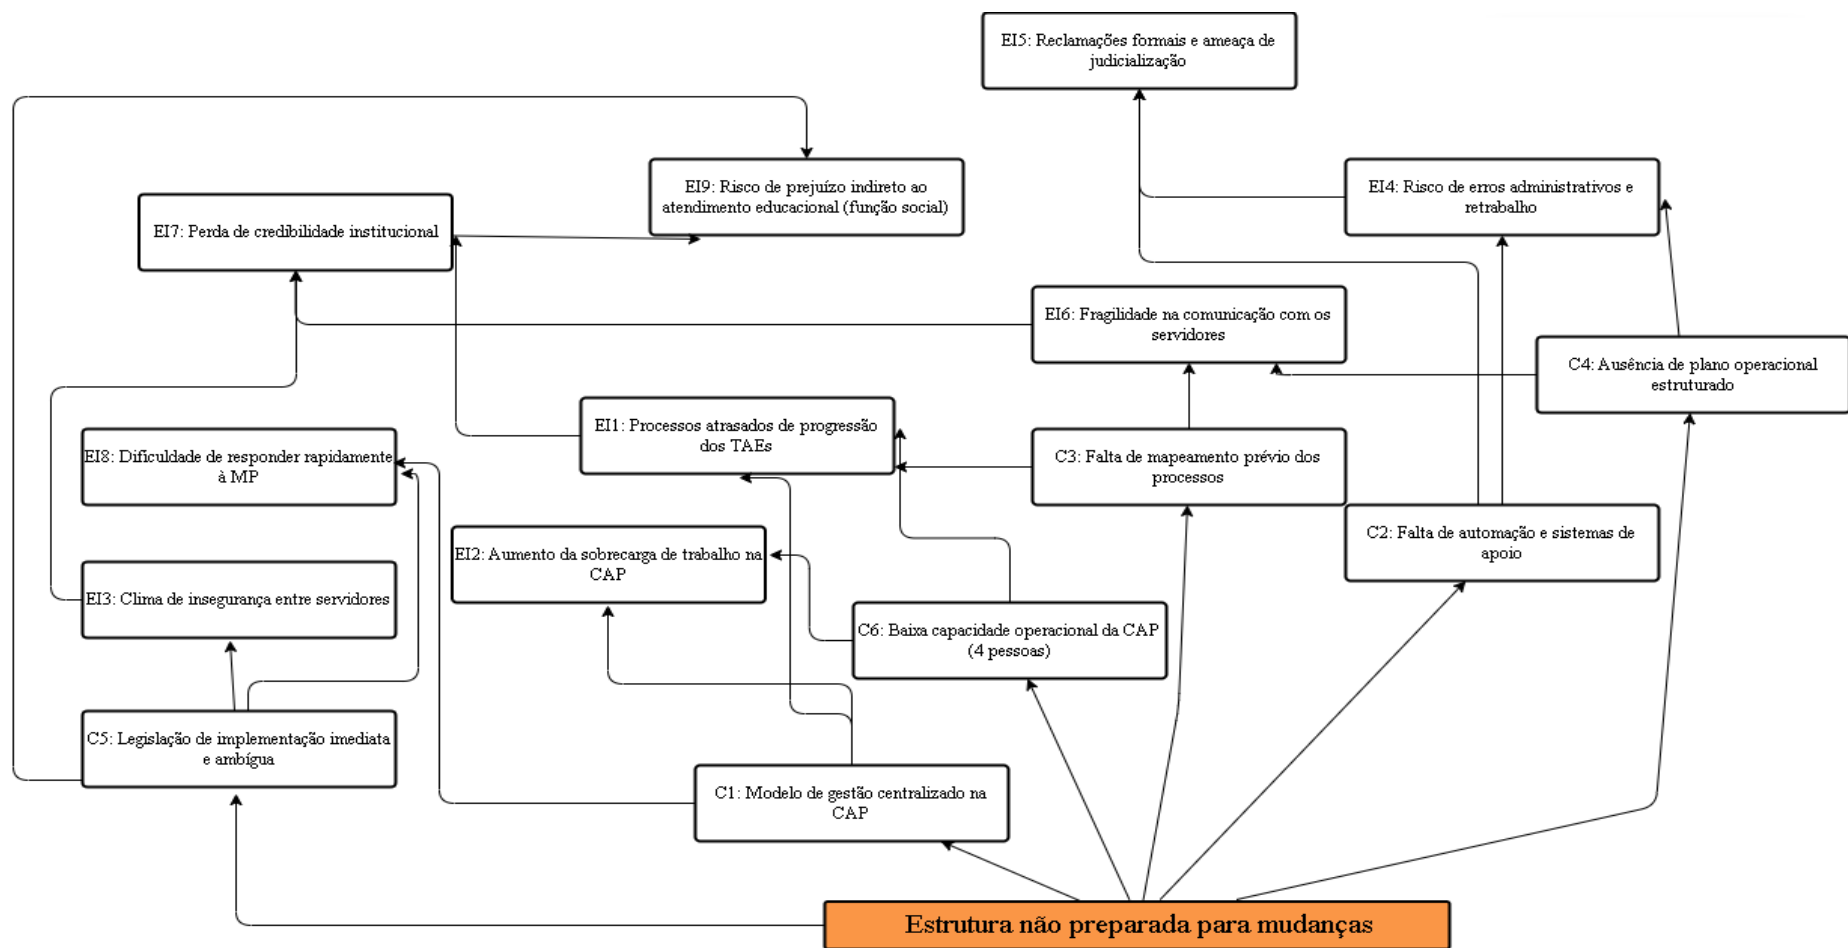 EI5: Reclamações formais e ameaça de
judicialização
EI9: Risco de prejuízo indireto ao
atendimento educacional (função social)
EI4: Risco de erros administrativos e
retrabalho
EI7: Perda de credibilidade institucional
EI6: Fragilidade na comunicação com os
servidores
C4: Ausência de plano operacional
estruturado
EI1: Processos atrasados de progressão
dos TAEs
EI8: Dificuldade de responder rapidamente
à MP
C3: Falta de mapeamento prévio dos
processos
C2: Falta de automação e sistemas de
apoio
EI2: Aumento da sobrecarga de trabalho na
CAP
EI3: Clima de insegurança entre servidores
C6: Baixa capacidade operacional da CAP
(4 pessoas)
C5: Legislação de implementação imediata
e ambígua
C1: Modelo de gestão centralizado na
CAP
Estrutura não preparada para mudanças